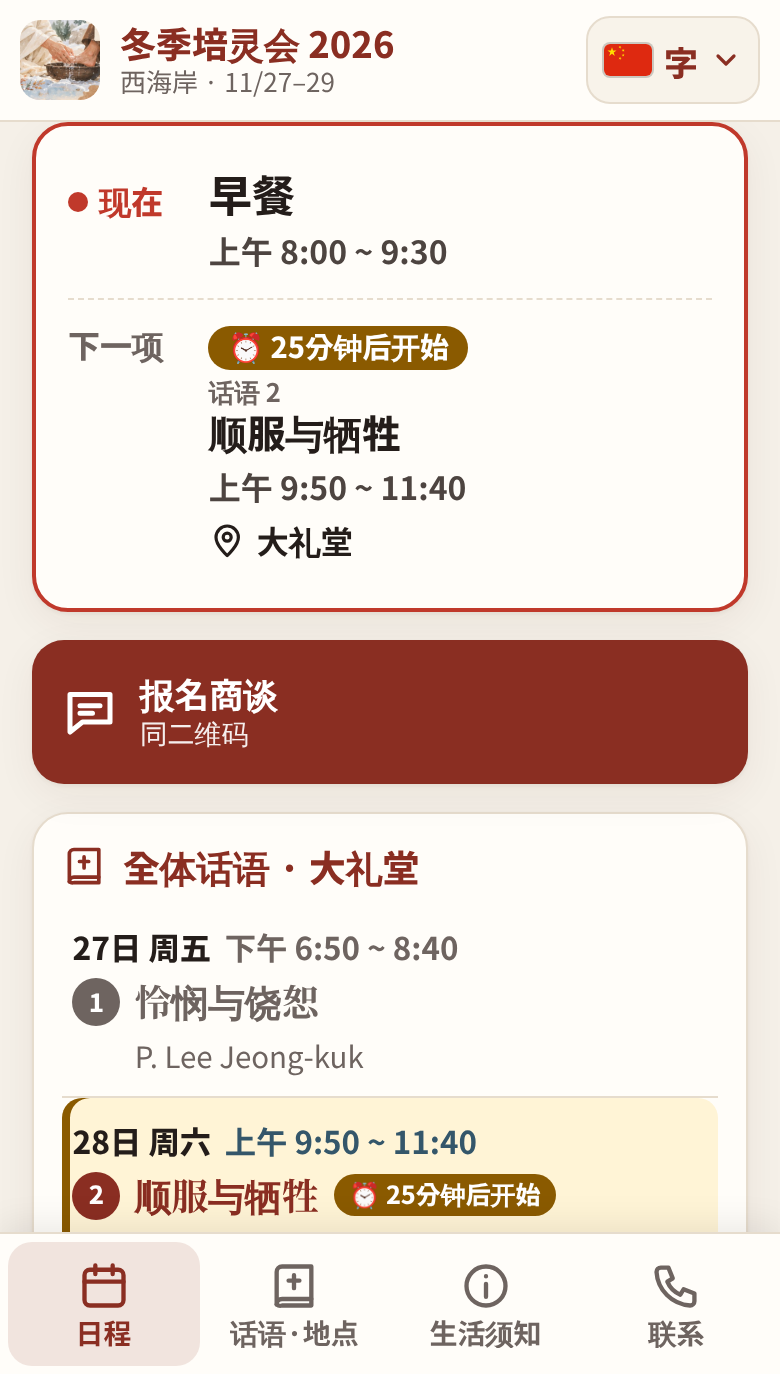 冬季培灵会 2026
西海岸 · 11/27–29
字
现在
早餐
上午 8:00 ~ 9:30
下一项
⏰ 25分钟后开始
话语 2
顺服与牺牲
上午 9:50 ~ 11:40
大礼堂
报名商谈
同二维码
全体话语 · 大礼堂
27日 周五 下午 6:50 ~ 8:40
1 怜悯与饶恕
P. Lee Jeong-kuk
28日 周六 上午 9:50 ~ 11:40
2 顺服与牺牲 ⏰ 25分钟后开始
日程
话语·地点
生活须知
联系